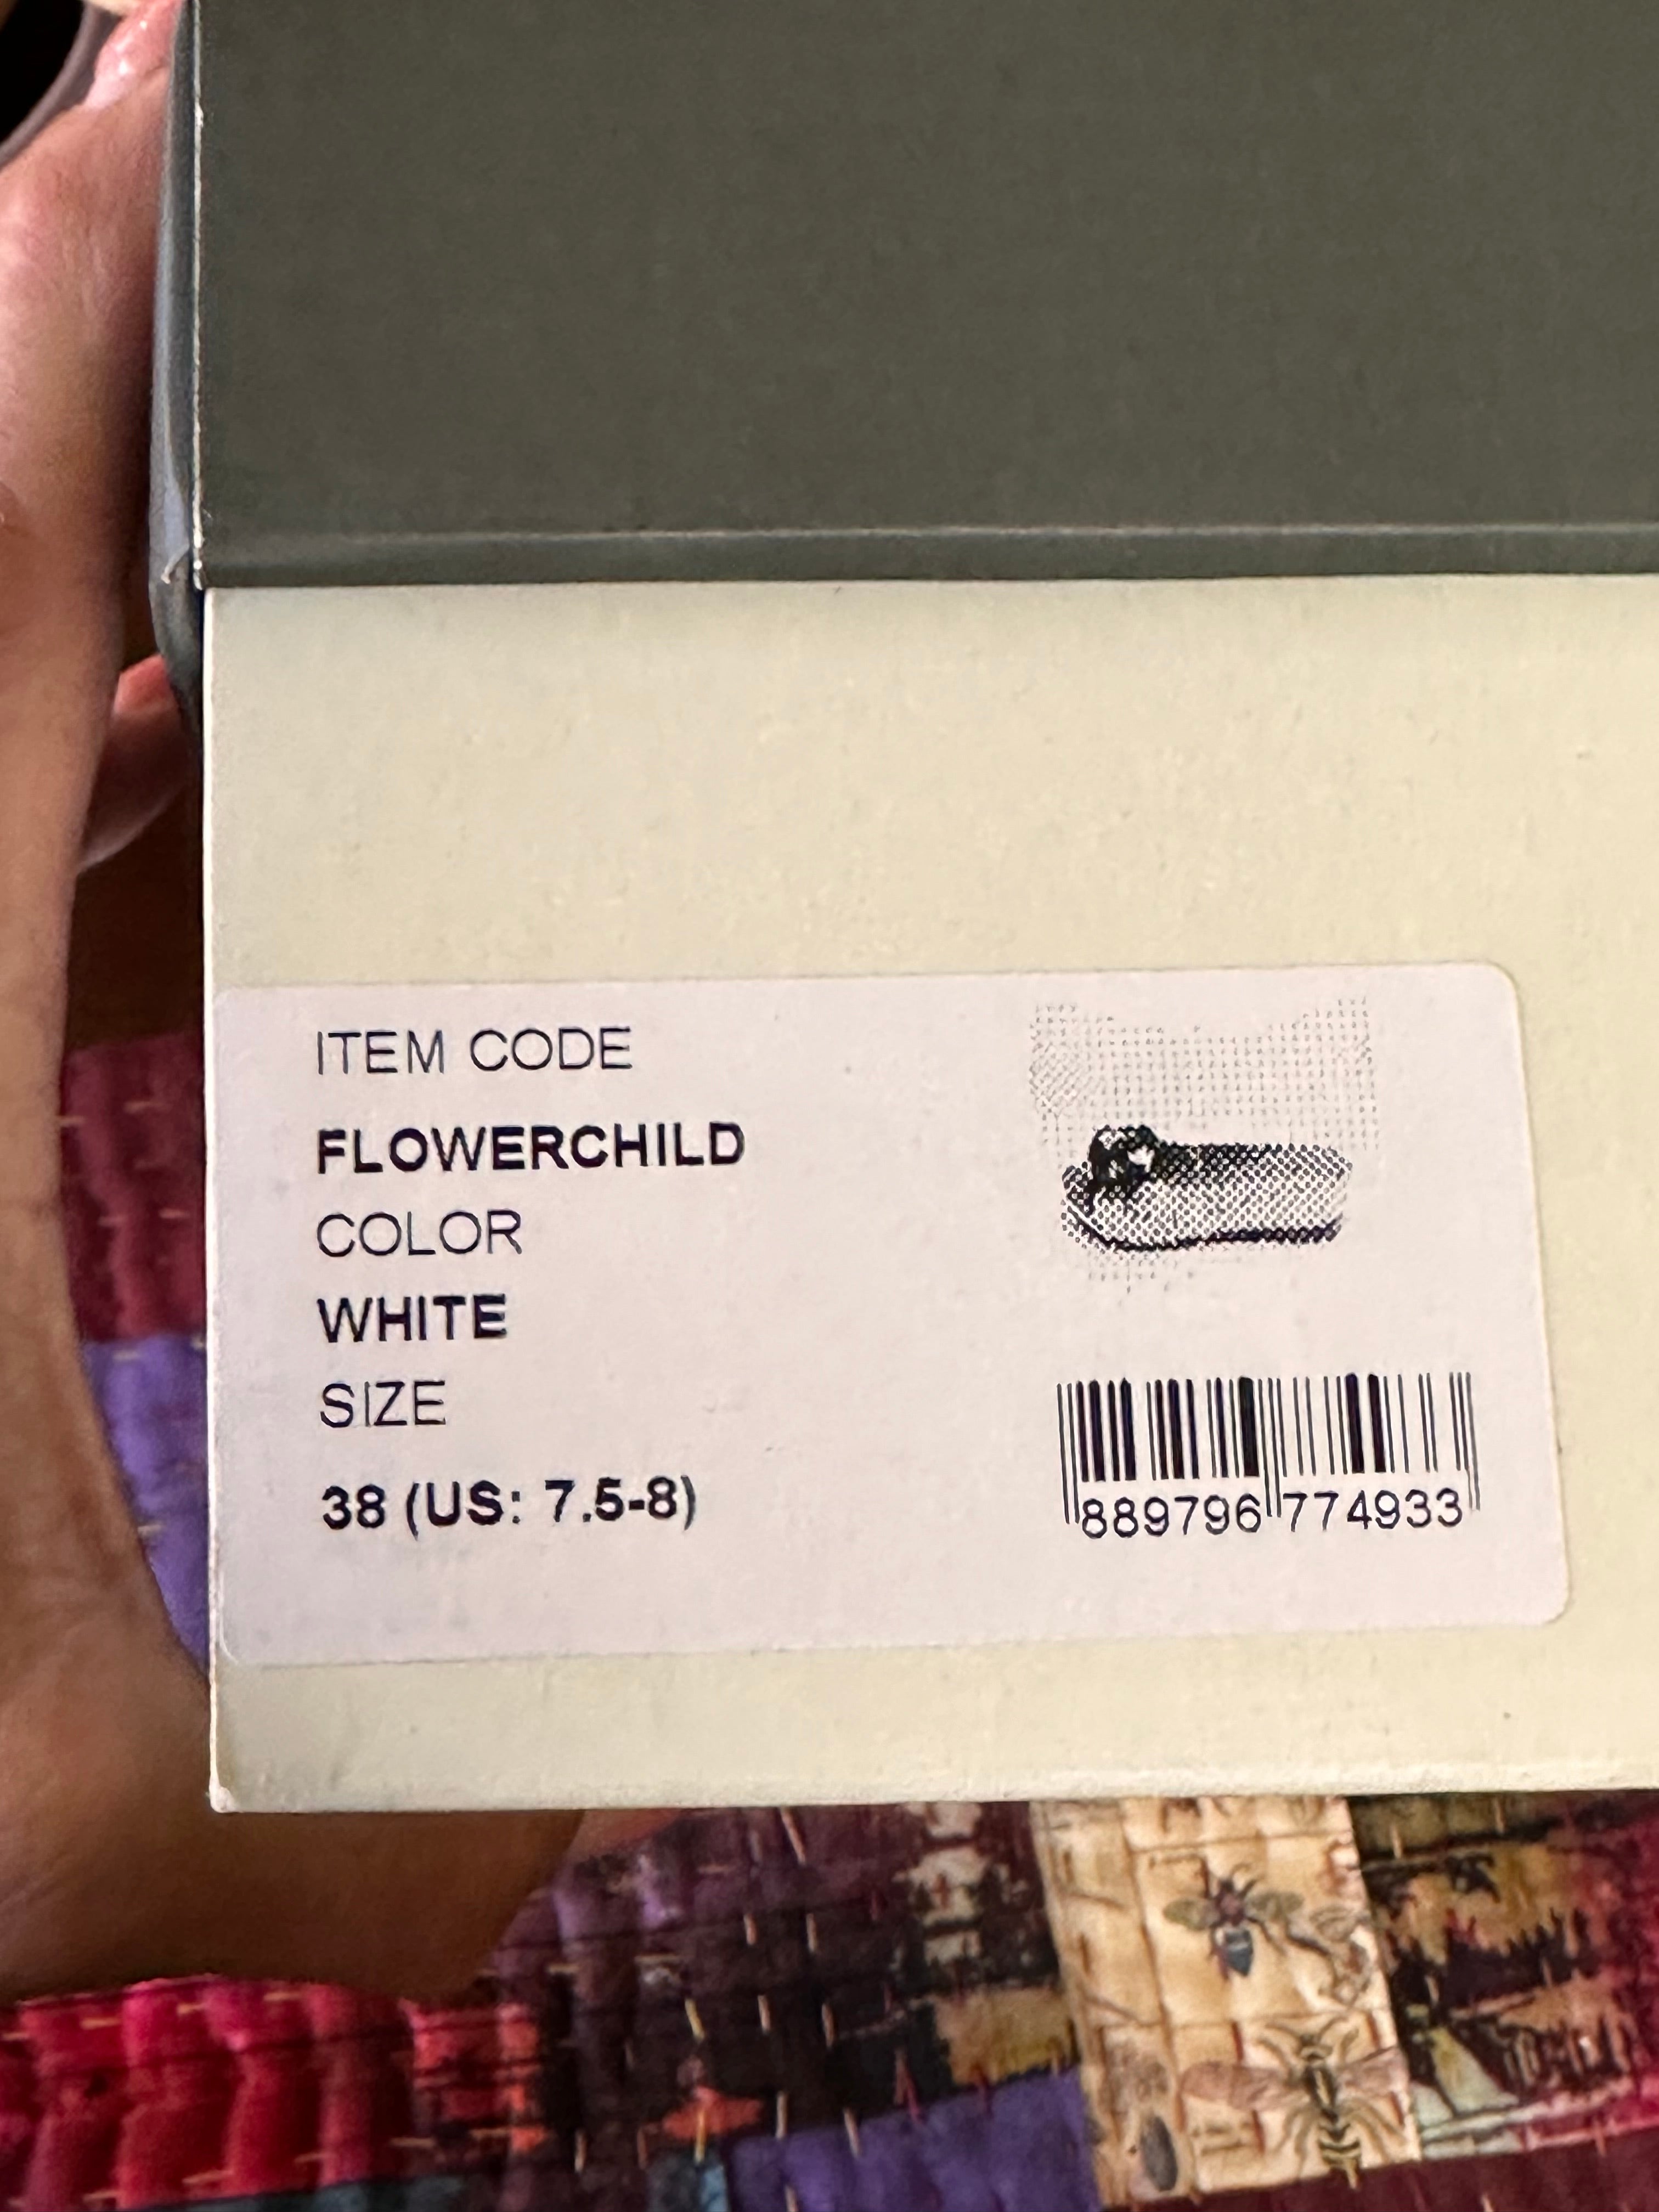 ITEM CODE
FLOWERCHILD
COLOR
WHITE
SIZE
38 (US: 7.5-8)
889796 774933